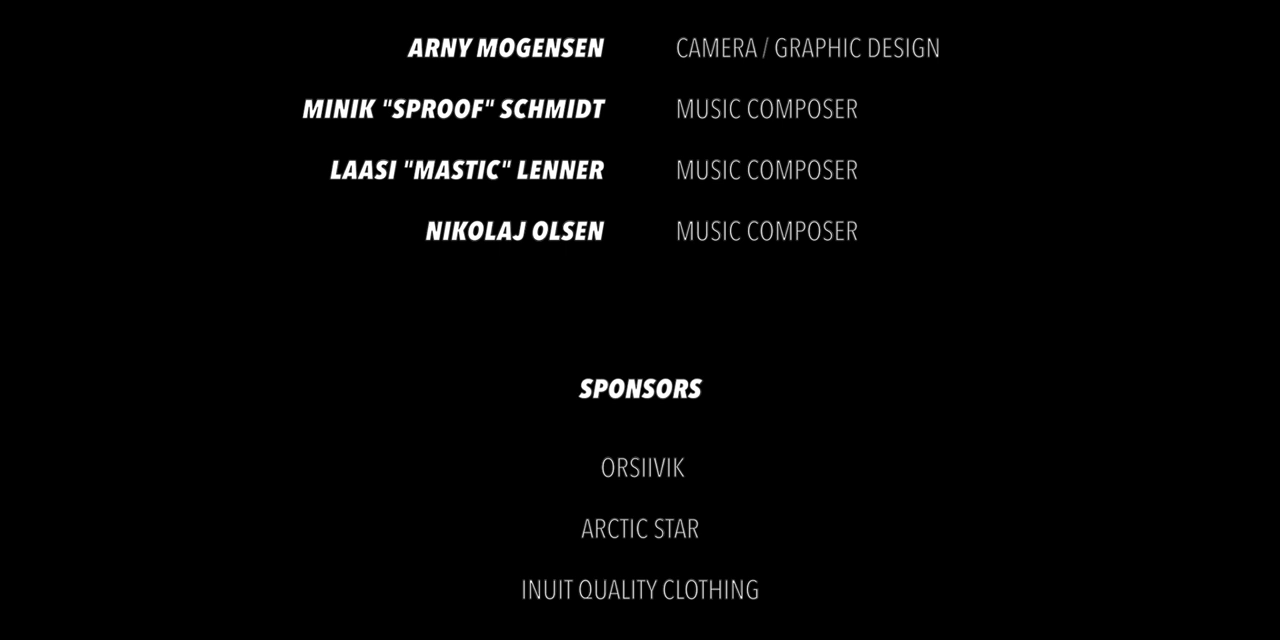 ARNY MOGENSEN CAMERA / GRAPHIC DESIGN
MINIK "SPROOF" SCHMIDT MUSIC COMPOSER
LAASI "MASTIC" LENNER MUSIC COMPOSER
NIKOLAJ OLSEN MUSIC COMPOSER
SPONSORS
ORSIIVIK
ARCTIC STAR
INUIT QUALITY CLOTHING